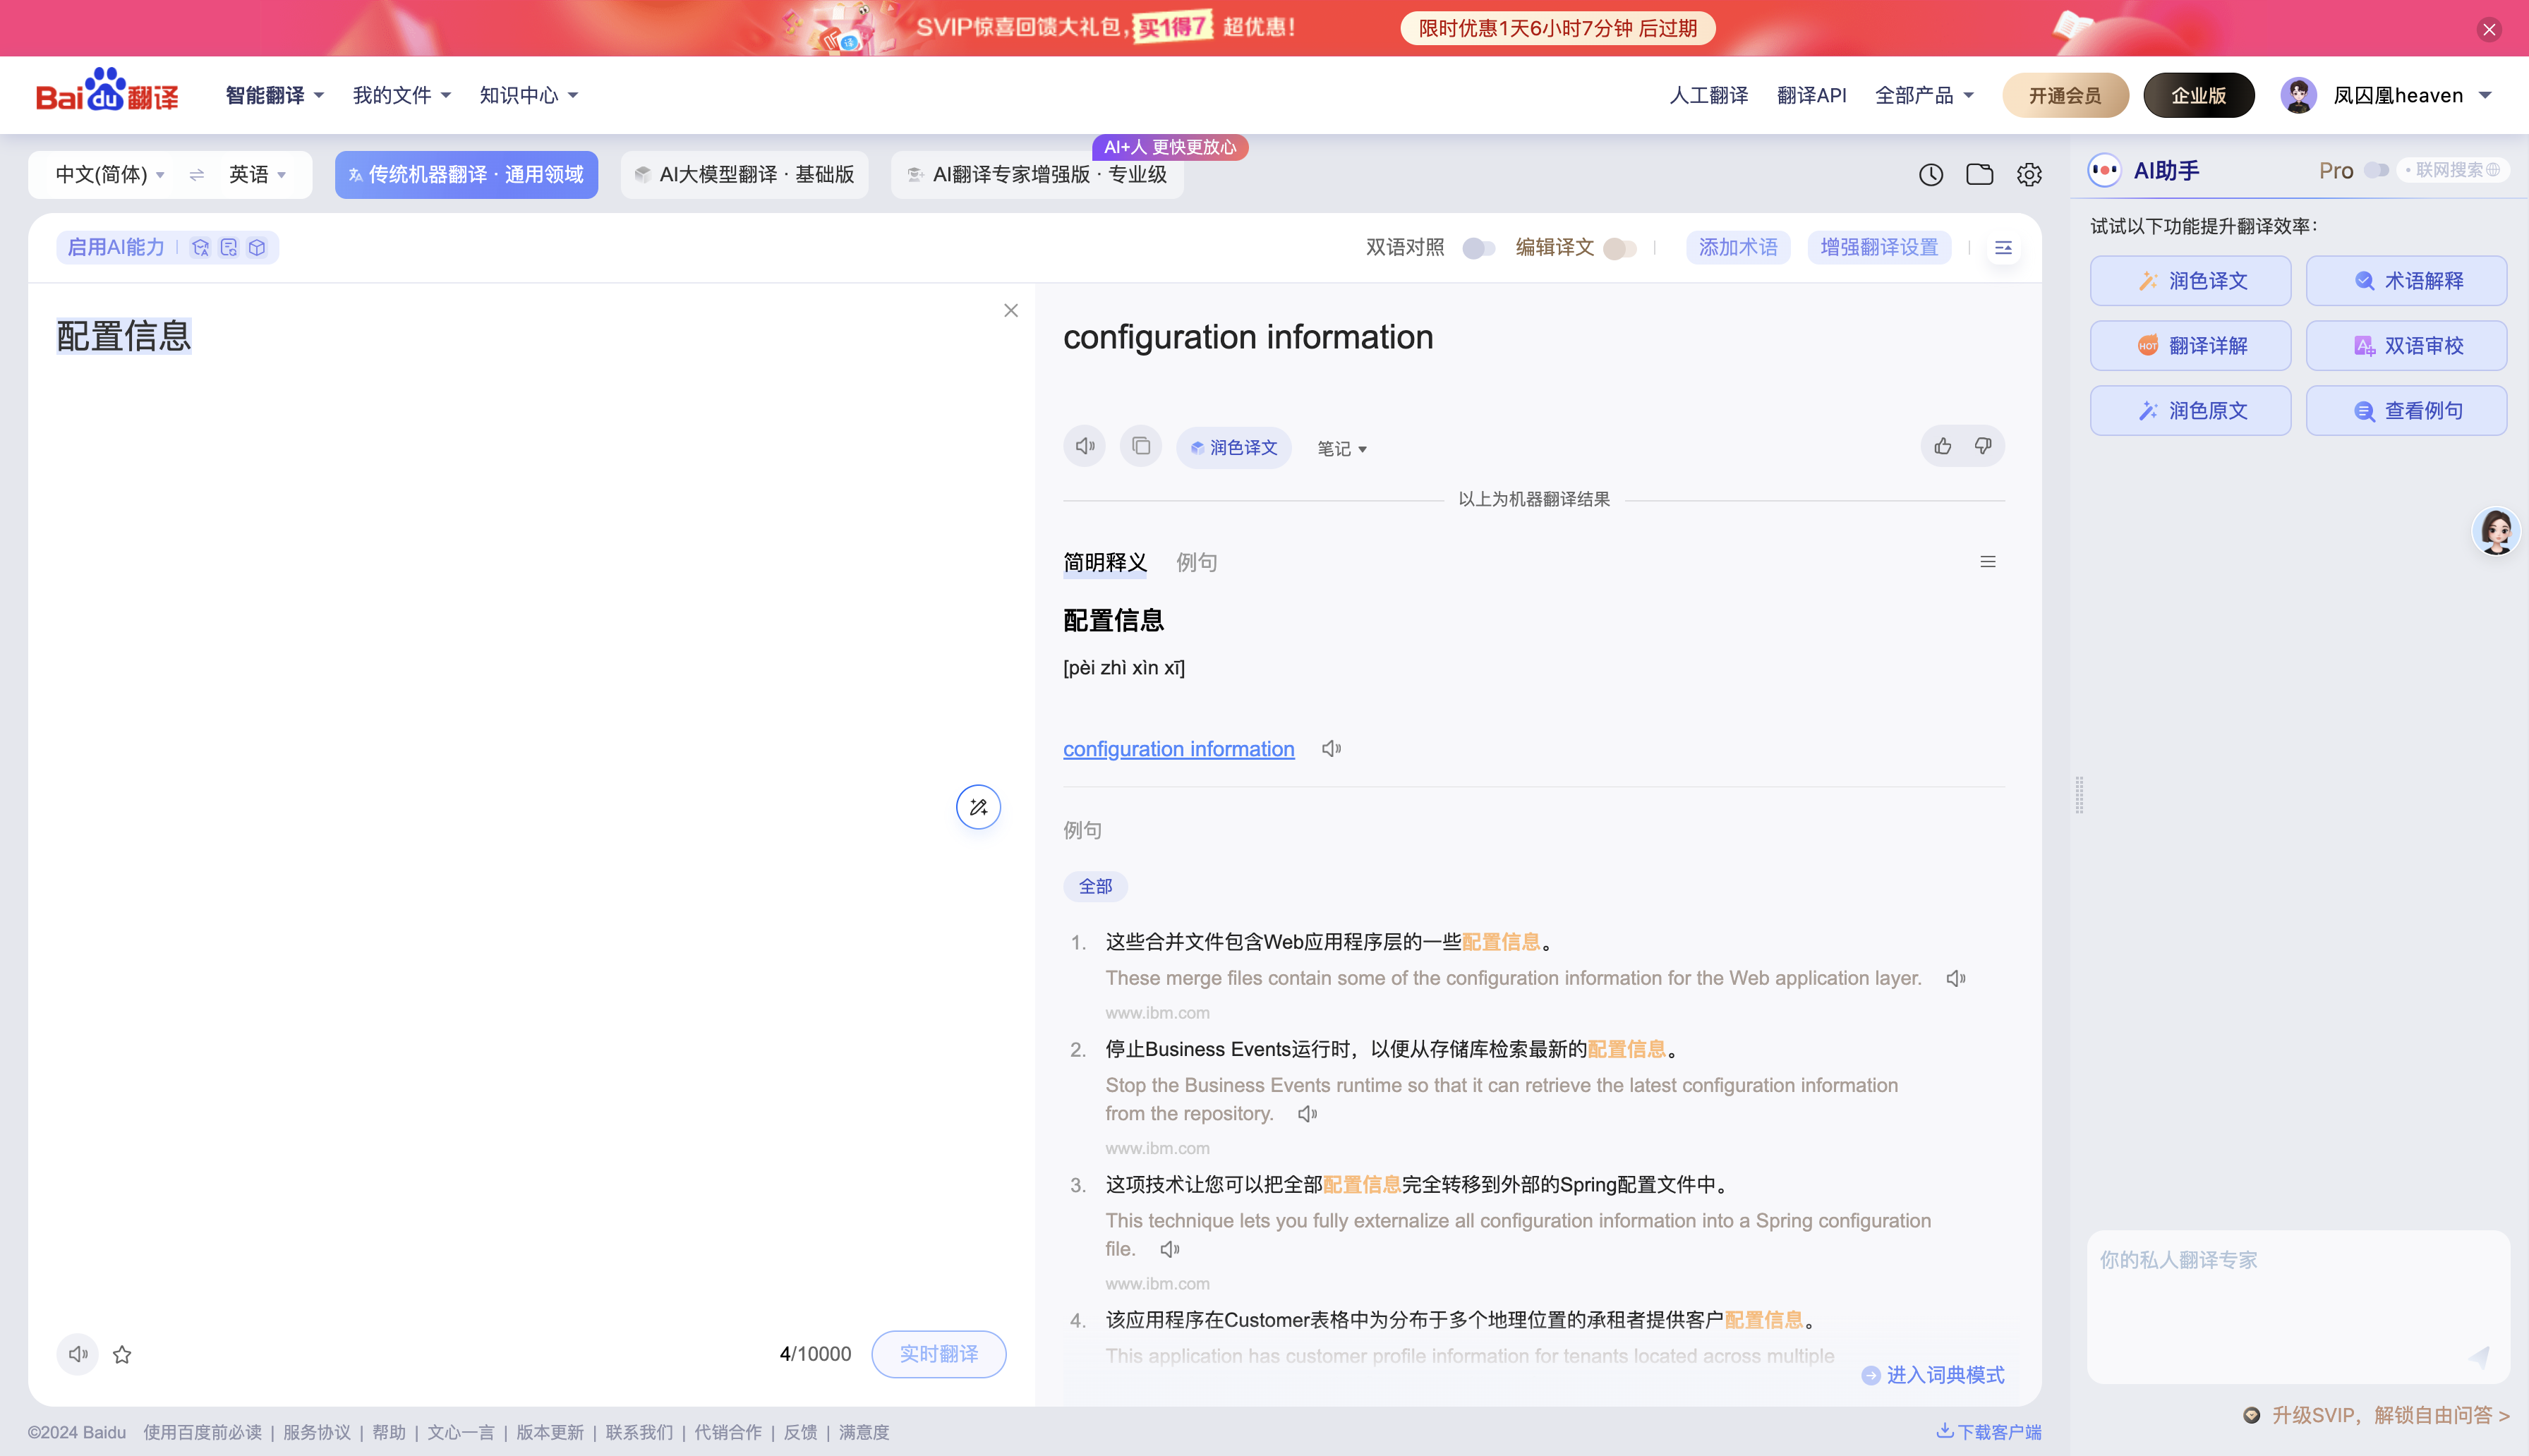 SVIP惊喜回馈大礼包,买1得7 超优惠! 限时优惠1天6小时7分钟 后过期
Bai du 翻译 智能翻译 我的文件 知识中心 人工翻译 翻译API 全部产品 开通会员 企业版 凤囚凰heaven
AI+人 更快更放心
中文(简体) 英语 传统机器翻译 · 通用领域 AI大模型翻译 · 基础版 AI翻译专家增强版 · 专业级
启用AI能力 双语对照 编辑译文 添加术语 增强翻译设置
配置信息
4/10000 实时翻译
configuration information
润色译文 笔记
以上为机器翻译结果
简明释义 例句
配置信息
[pèi zhì xìn xī]
configuration information
例句
全部
1. 这些合并文件包含Web应用程序层的一些配置信息。
These merge files contain some of the configuration information for the Web application layer.
www.ibm.com
2. 停止Business Events运行时，以便从存储库检索最新的配置信息。
Stop the Business Events runtime so that it can retrieve the latest configuration information
from the repository.
www.ibm.com
3. 这项技术让您可以把全部配置信息完全转移到外部的Spring配置文件中。
This technique lets you fully externalize all configuration information into a Spring configuration
file.
www.ibm.com
4. 该应用程序在Customer表格中为分布于多个地理位置的承租者提供客户配置信息。
This application has customer profile information for tenants located across multiple
进入词典模式
AI助手 Pro 联网搜索
试试以下功能提升翻译效率：
润色译文 术语解释
HOT 翻译详解 双语审校
润色原文 查看例句
你的私人翻译专家
升级SVIP，解锁自由问答 >
©2024 Baidu 使用百度前必读 | 服务协议 | 帮助 | 文心一言 | 版本更新 | 联系我们 | 代销合作 | 反馈 | 满意度 下载客户端